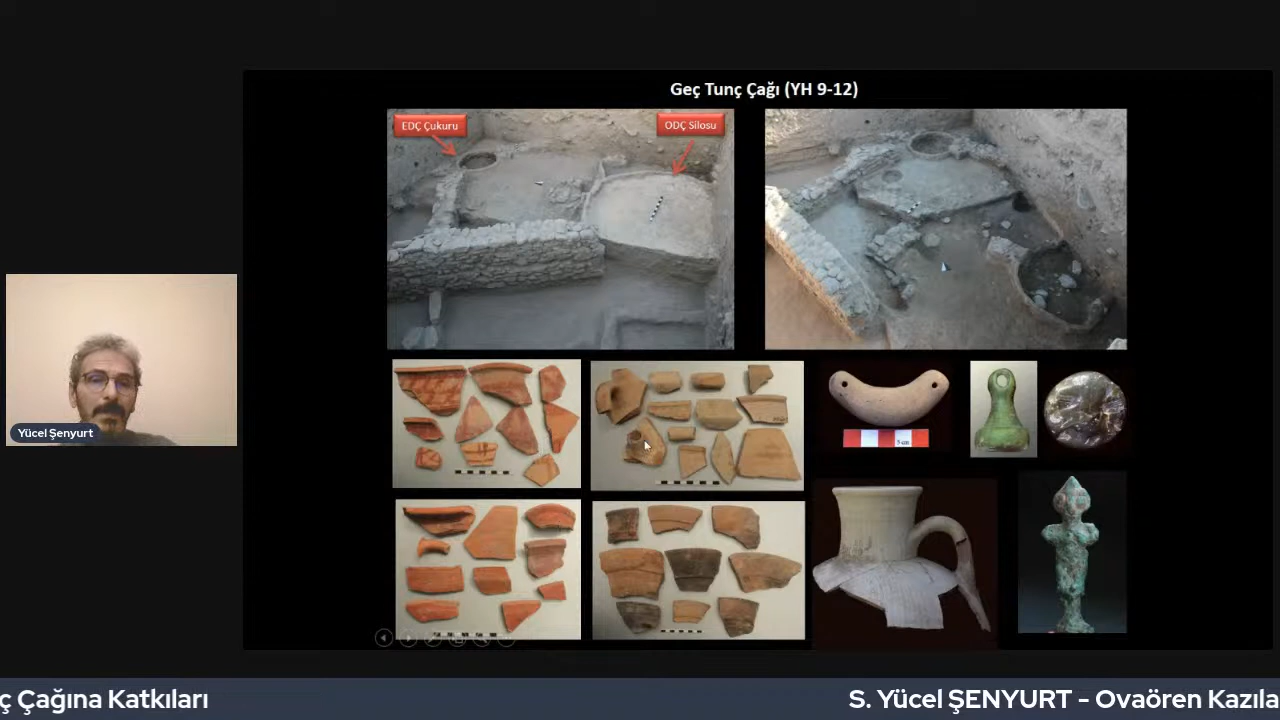 Geç Tunç Çağı (YH 9-12)
EDÇ Çukuru
ODÇ Silosu
Yücel Şenyurt
5 cm
ç Çağına Katkıları
S. Yücel ŞENYURT - Ovaören Kazıla